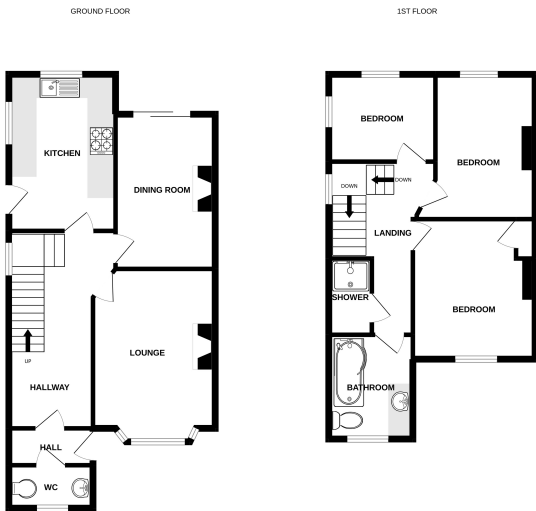 GROUND FLOOR
KITCHEN
DINING ROOM
LOUNGE
UP
HALLWAY
HALL
WC
1ST FLOOR
BEDROOM
BEDROOM
DOWN
DOWN
LANDING
SHOWER
BEDROOM
BATHROOM